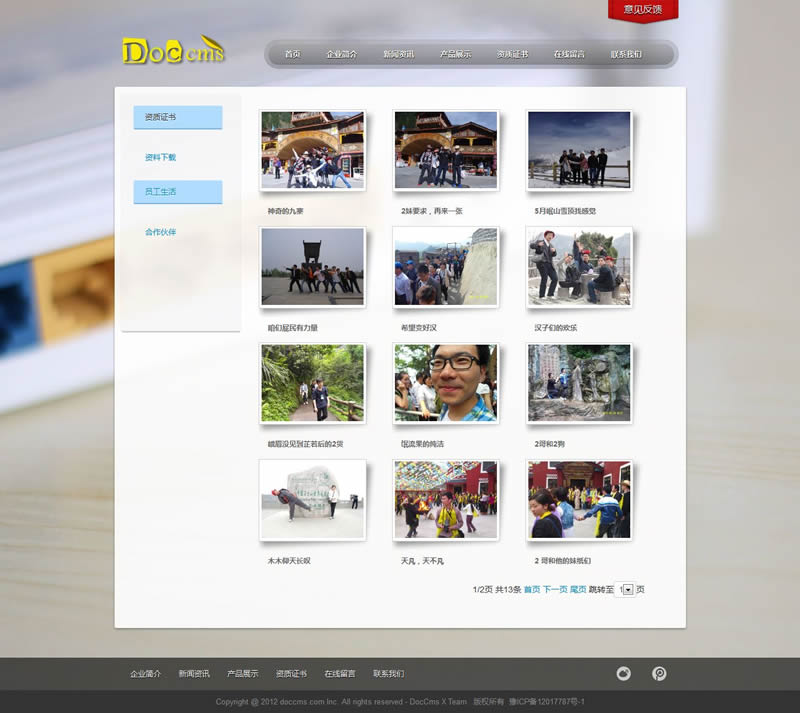 意见反馈
Doccms
首页 企业简介 新闻资讯 产品展示 资质证书 在线留言 联系我们
资质证书
资料下载
员工生活
合作伙伴
神奇的九寨 2妹要求，再来一张 5月岷山雪顶找感觉
咱们屁民有力量 希里变好汉 汉子们的欢乐
峨眉没见到芷若后的2货 氓流果的纯洁 2哥和2狗
木木仰天长叹 天凡，天不凡 2 哥和他的妹纸们
1/2页 共13条 首页 下一页 尾页 跳转至 1 页
企业简介 新闻资讯 产品展示 资质证书 在线留言 联系我们
Copyright @ 2012 doccms.com Inc. All rights reserved - DocCms X Team 版权所有 豫ICP备12017787号-1